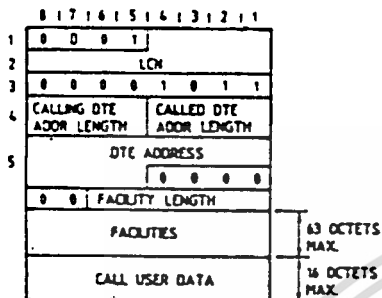 8 7 6 5 4 3 2 1
1 0 0 0 1
2 LCN
3 0 0 0 0 1 0 1 1
4 CALLING DTE ADDR LENGTH CALLED DTE ADDR LENGTH
5 DTE ADDRESS
0 0 0 0
0 0 FACILITY LENGTH
FACILITIES 63 OCTETS MAX.
CALL USER DATA 16 OCTETS MAX.